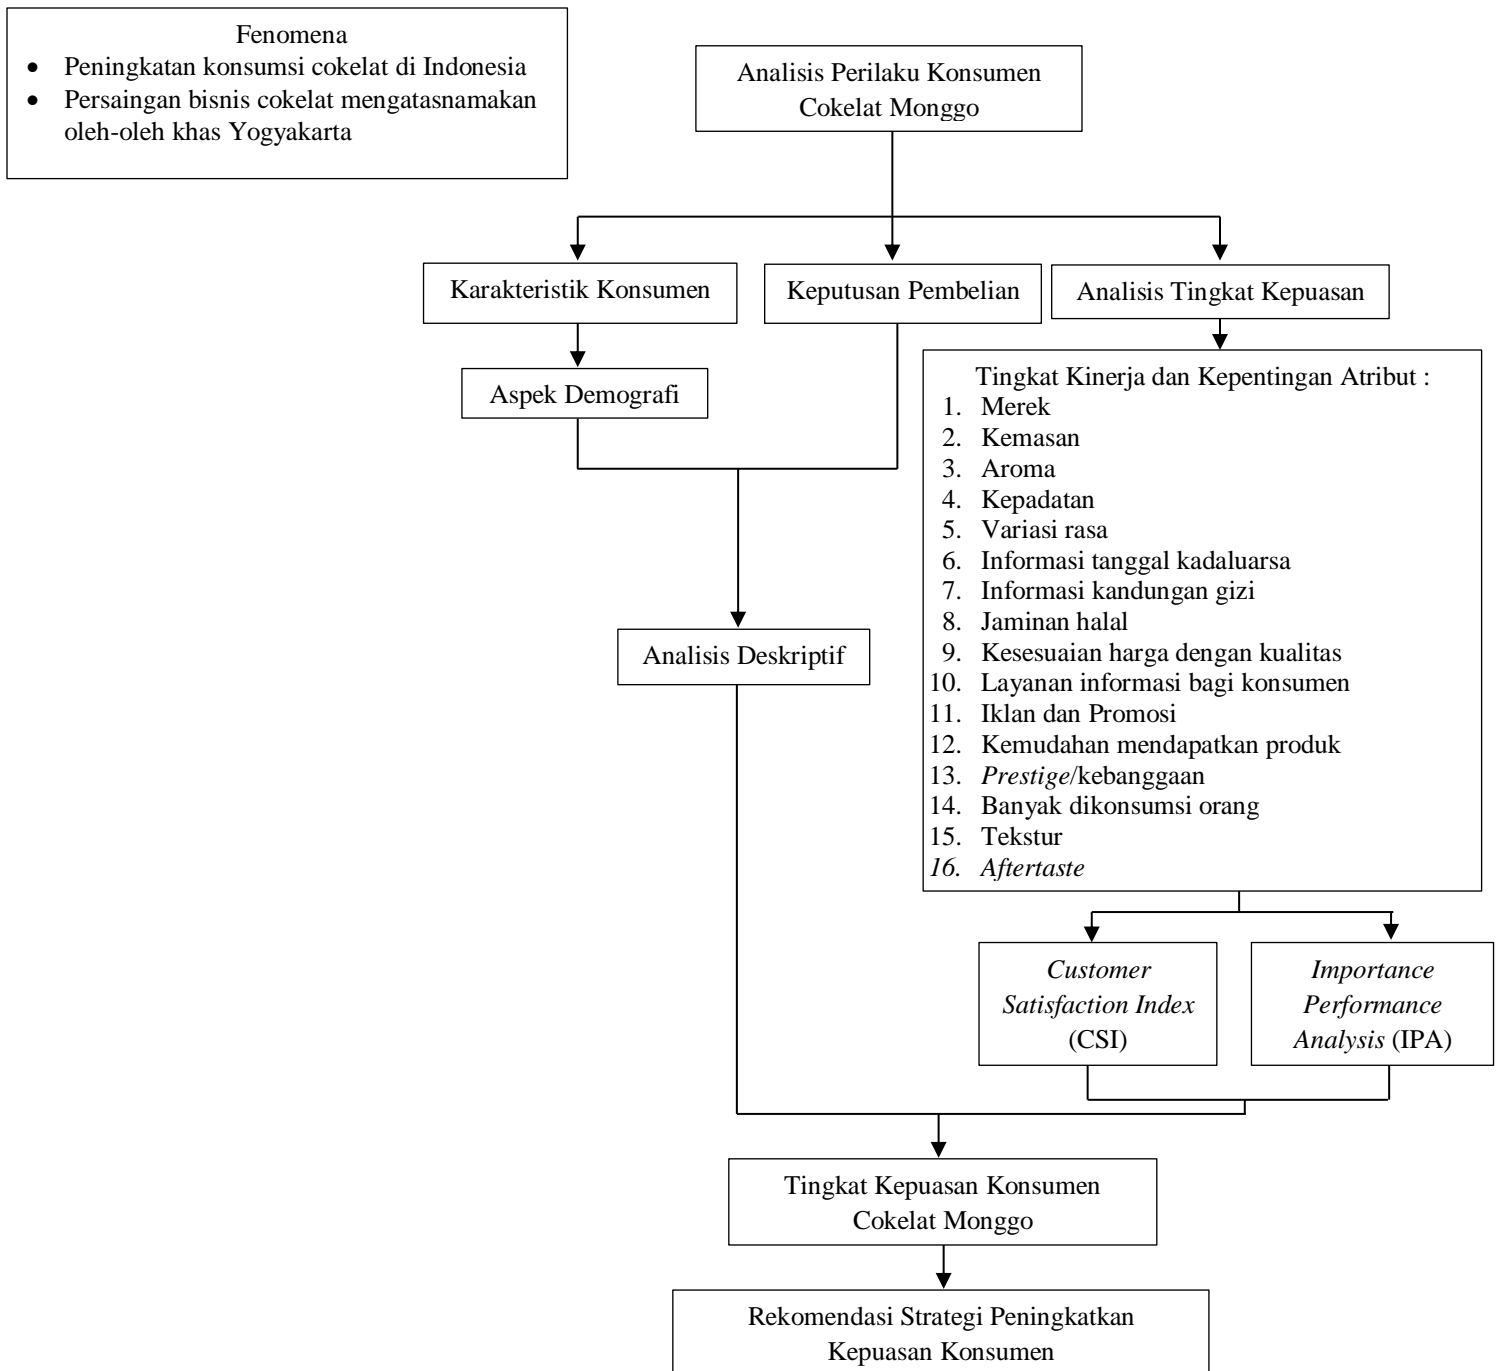 Fenomena
• Peningkatan konsumsi cokelat di Indonesia
• Persaingan bisnis cokelat mengatasnamakan
oleh-oleh khas Yogyakarta
Analisis Perilaku Konsumen
Cokelat Monggo
Karakteristik Konsumen
Keputusan Pembelian
Analisis Tingkat Kepuasan
Aspek Demografi
Tingkat Kinerja dan Kepentingan Atribut :
1. Merek
2. Kemasan
3. Aroma
4. Kepadatan
5. Variasi rasa
6. Informasi tanggal kadaluarsa
7. Informasi kandungan gizi
8. Jaminan halal
9. Kesesuaian harga dengan kualitas
10. Layanan informasi bagi konsumen
11. Iklan dan Promosi
12. Kemudahan mendapatkan produk
13. Prestige/kebanggaan
14. Banyak dikonsumsi orang
15. Tekstur
16. Aftertaste
Analisis Deskriptif
Customer
Satisfaction Index
(CSI)
Importance
Performance
Analysis (IPA)
Tingkat Kepuasan Konsumen
Cokelat Monggo
Rekomendasi Strategi Peningkatkan
Kepuasan Konsumen